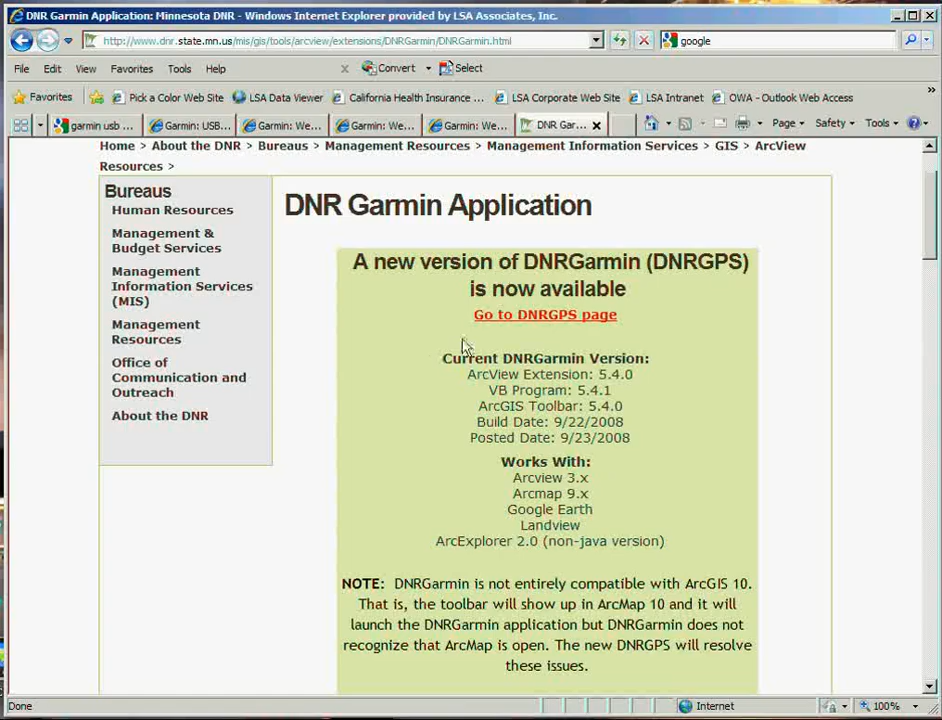 DNR Garmin Application: Minnesota DNR - Windows Internet Explorer provided by LSA Associates, Inc.
http://www.dnr.state.mn.us/mis/gis/tools/arcview/extensions/DNRGarmin/DNRGarmin.html
google
File Edit View Favorites Tools Help
x Convert Select
Favorites Pick a Color Web Site LSA Data Viewer California Health Insurance ... LSA Corporate Web Site LSA Intranet OWA - Outlook Web Access »
garmin usb ... Garmin: USB... Garmin: We... Garmin: We... Garmin: We... DNR Gar... x Page Safety Tools »
Home > About the DNR > Bureaus > Management Resources > Management Information Services > GIS > ArcView
Resources >
Bureaus
Human Resources
Management &
Budget Services
Management
Information Services
(MIS)
Management
Resources
Office of
Communication and
Outreach
About the DNR
DNR Garmin Application
A new version of DNRGarmin (DNRGPS)
is now available
Go to DNRGPS page
Current DNRGarmin Version:
ArcView Extension: 5.4.0
VB Program: 5.4.1
ArcGIS Toolbar: 5.4.0
Build Date: 9/22/2008
Posted Date: 9/23/2008
Works With:
Arcview 3.x
Arcmap 9.x
Google Earth
Landview
ArcExplorer 2.0 (non-java version)
NOTE: DNRGarmin is not entirely compatible with ArcGIS 10.
That is, the toolbar will show up in ArcMap 10 and it will
launch the DNRGarmin application but DNRGarmin does not
recognize that ArcMap is open. The new DNRGPS will resolve
these issues.
Done Internet 100%